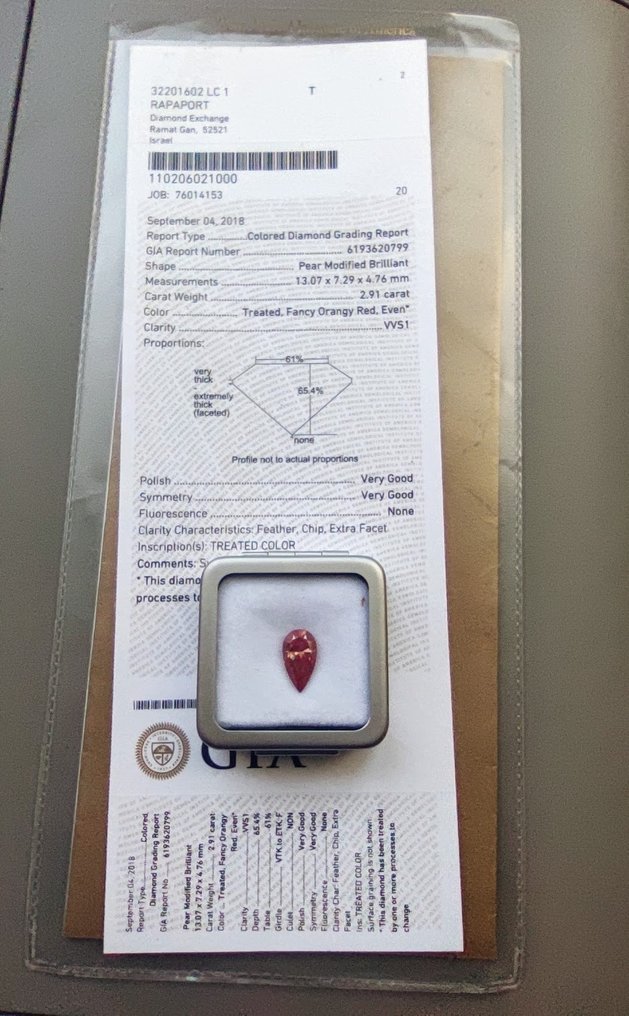 2
32201602 LC 1
T
RAPAPORT
Diamond Exchange
Ramat Gan, 52521
Israel
110206021000
JOB: 76014153
20
September 04, 2018
Report Type ............. Colored Diamond Grading Report
GIA Report Number ............. 6193620799
Shape ............. Pear Modified Brilliant
Measurements ............. 13.07 x 7.29 x 4.76 mm
Carat Weight ............. 2.91 carat
Color ............. Treated, Fancy Orangy Red, Even*
Clarity ............. VVS1
Proportions:
61%
very
thick
-
extremely
thick
(faceted)
65.4%
none
Profile not to actual proportions
Polish ............. Very Good
Symmetry ............. Very Good
Fluorescence ............. None
Clarity Characteristics: Feather, Chip, Extra Facet
Inscription(s): TREATED COLOR
Comments: S
* This diamo
processes to
GIA
September 04, 2018
Report Type ............. Colored
Diamond Grading Report
GIA Report No ............. 6193620799
Pear Modified Brilliant
13.07 x 7.29 x 4.76 mm
Carat Weight ............. 2.91 carat
Color ... Treated, Fancy Orangy
Red, Even*
Clarity ............. VVS1
Depth ............. 65.4%
Table ............. 61%
Girdle ............. VTK to ETK-F
Culet ............. NON
Polish ............. Very Good
Symmetry ............. Very Good
Fluorescence ............. None
Clarity Char: Feather, Chip, Extra
Facet
Ins: TREATED COLOR
Surface graining is not shown.
* This diamond has been treated
by one or more processes to
change